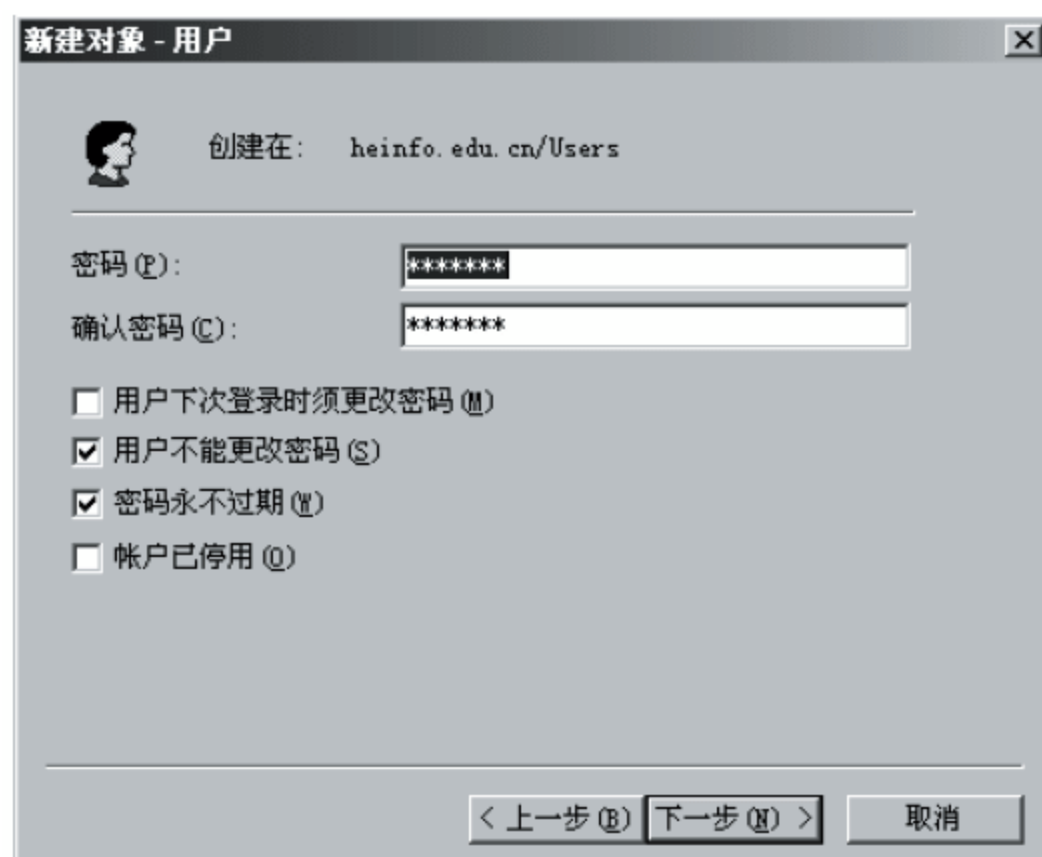 新建对象 - 用户
创建在: heinfo.edu.cn/Users
密码(P):
*******
确认密码(C):
*******
用户下次登录时须更改密码(M)
用户不能更改密码(S)
密码永不过期(W)
帐户已停用(O)
< 上一步(B) 下一步(N) > 取消